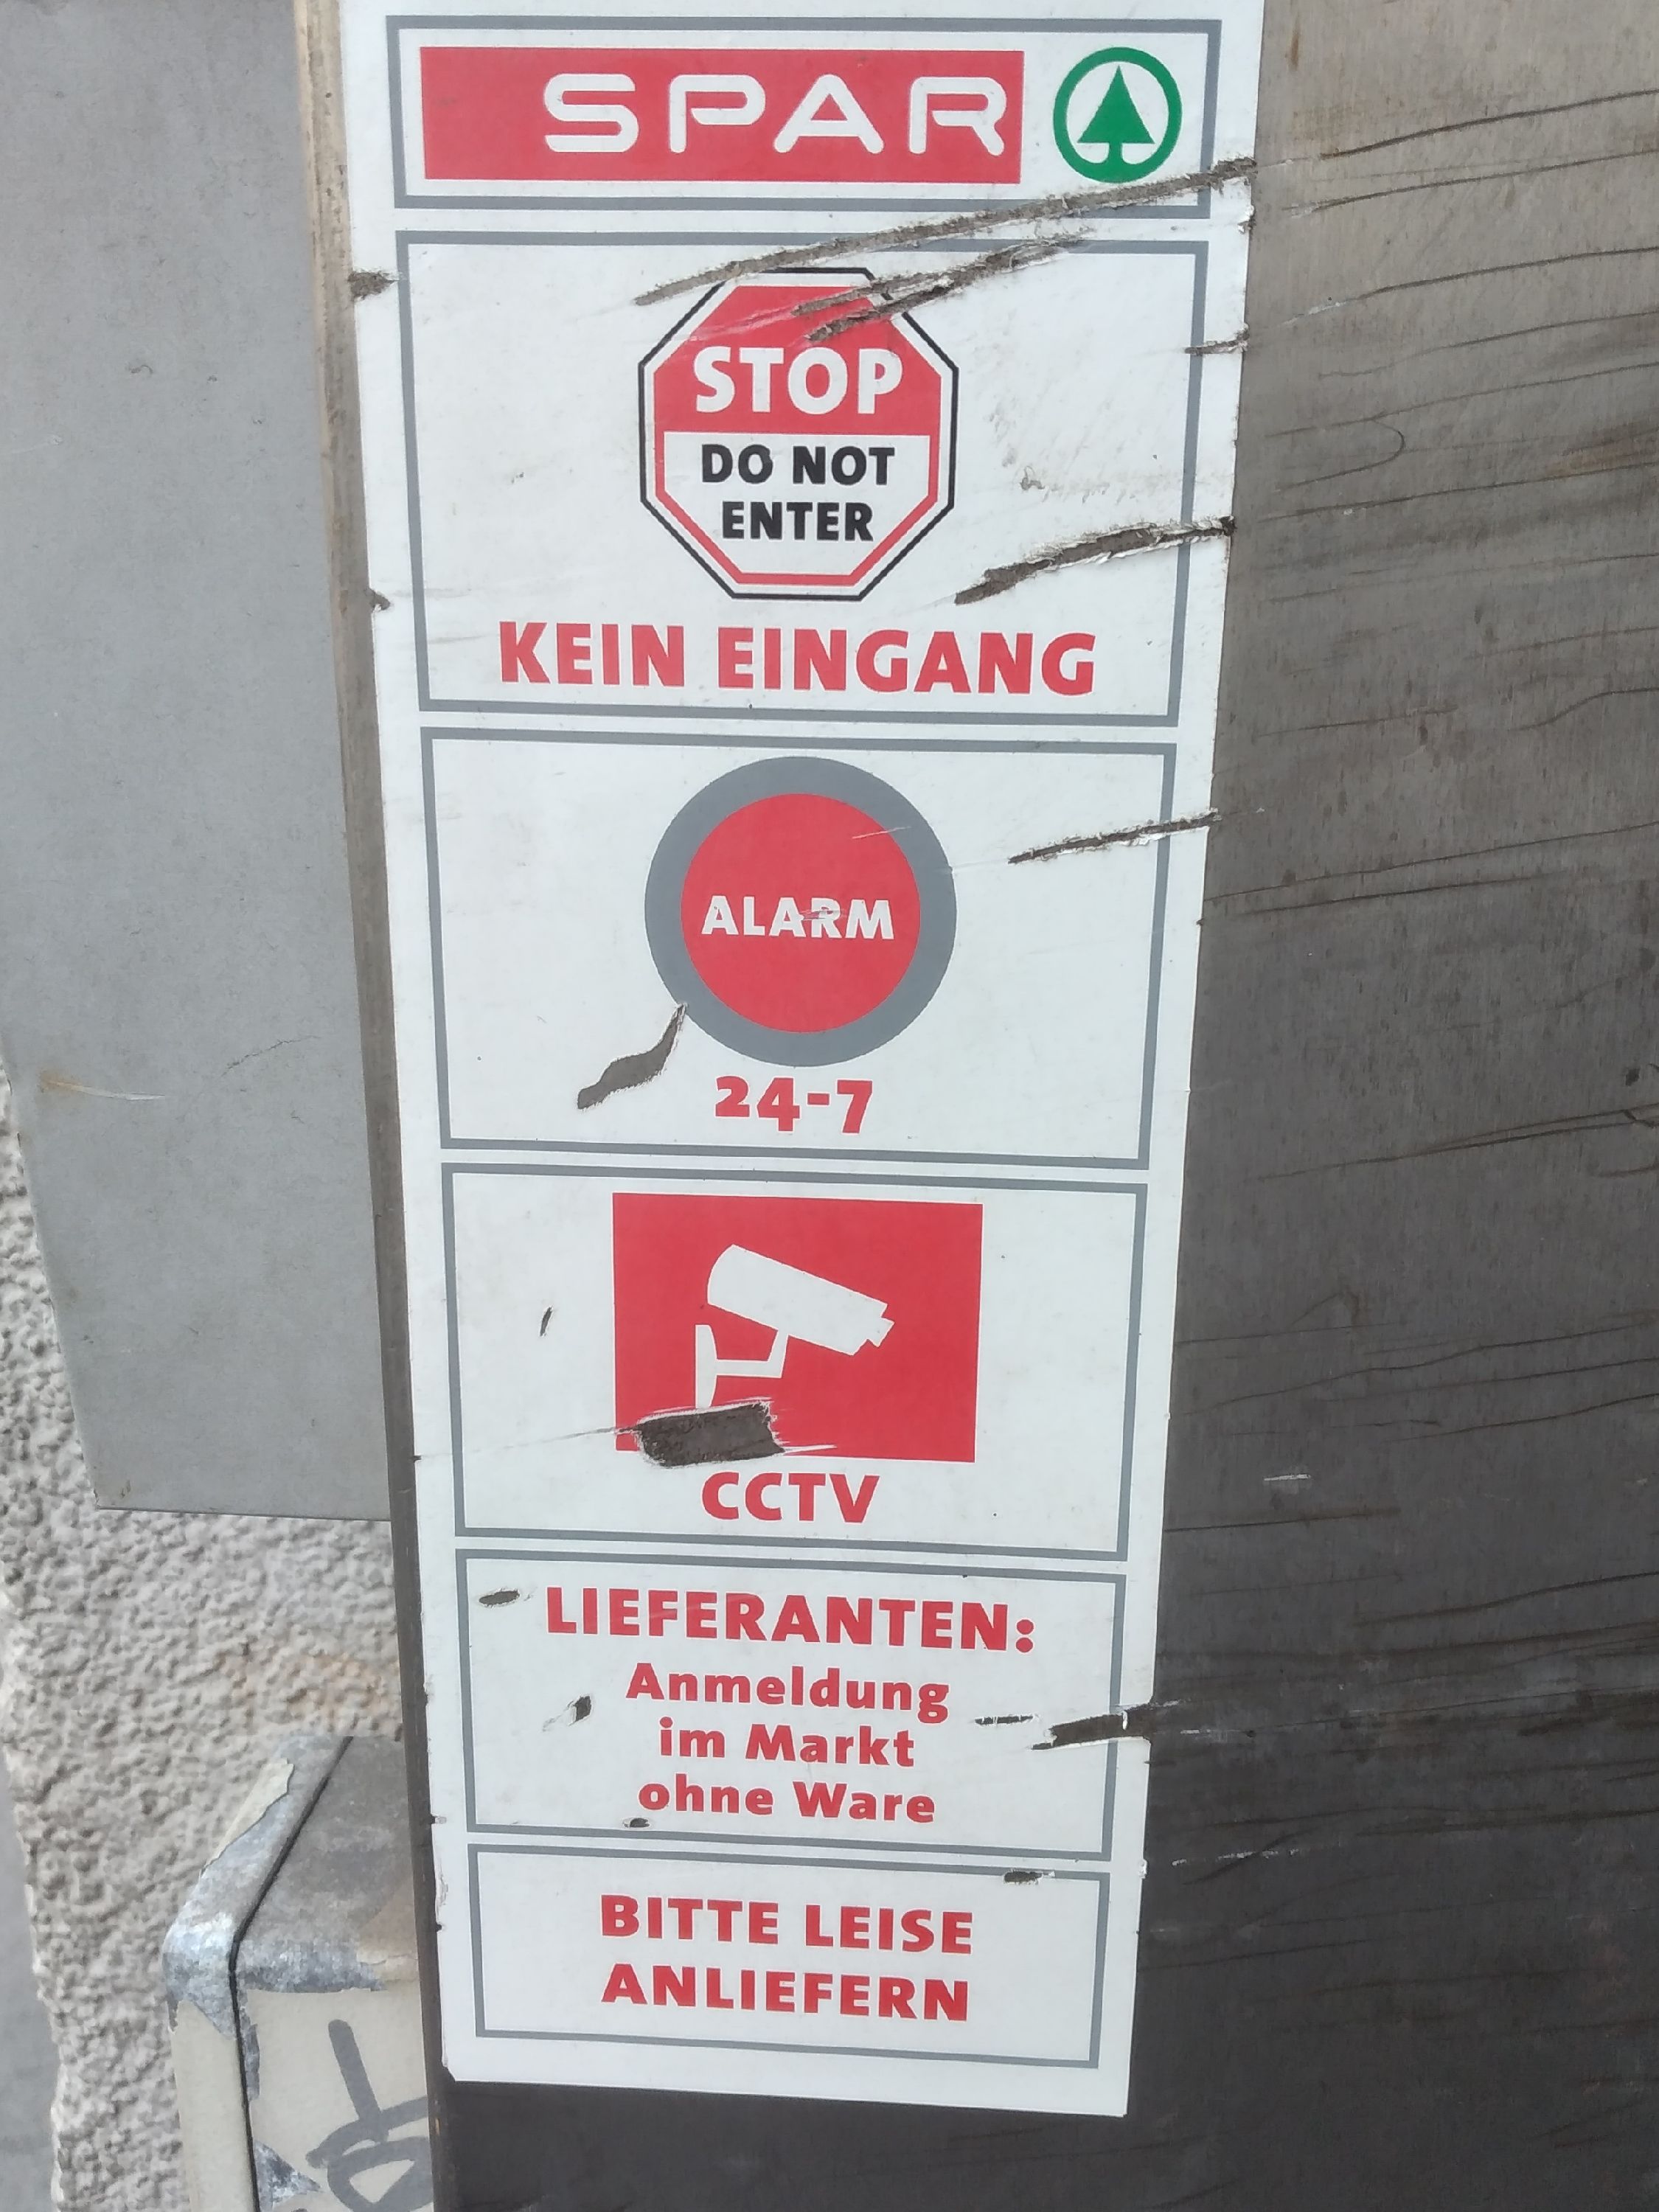 SPAR
STOP
DO NOT
ENTER
KEIN EINGANG
ALARM
24-7
CCTV
LIEFERANTEN:
Anmeldung
im Markt
ohne Ware
BITTE LEISE
ANLIEFERN